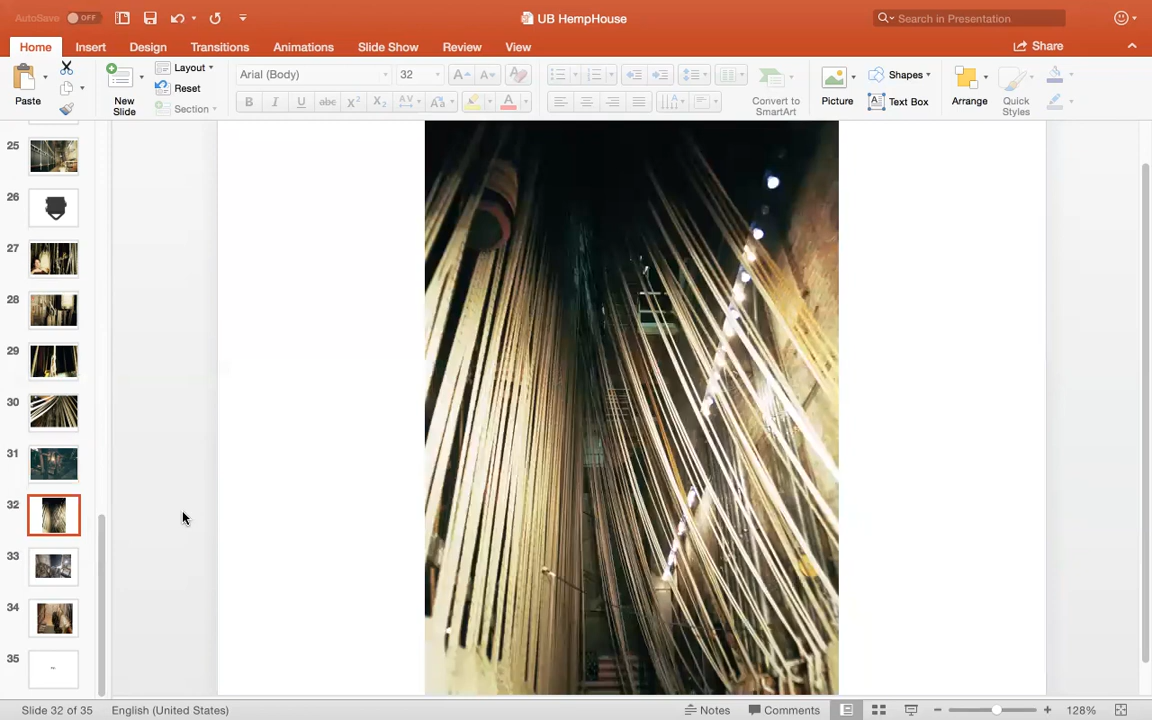 AutoSave OFF
UB HempHouse
Search in Presentation
Home Insert Design Transitions Animations Slide Show Review View
Share
Paste
New Slide
Layout
Reset
Section
Arial (Body) 32
Convert to SmartArt
Picture
Shapes
Text Box
Arrange
Quick Styles
25
26
27
28
29
30
31
32
33
34
35
Slide 32 of 35 English (United States)
Notes Comments 128%